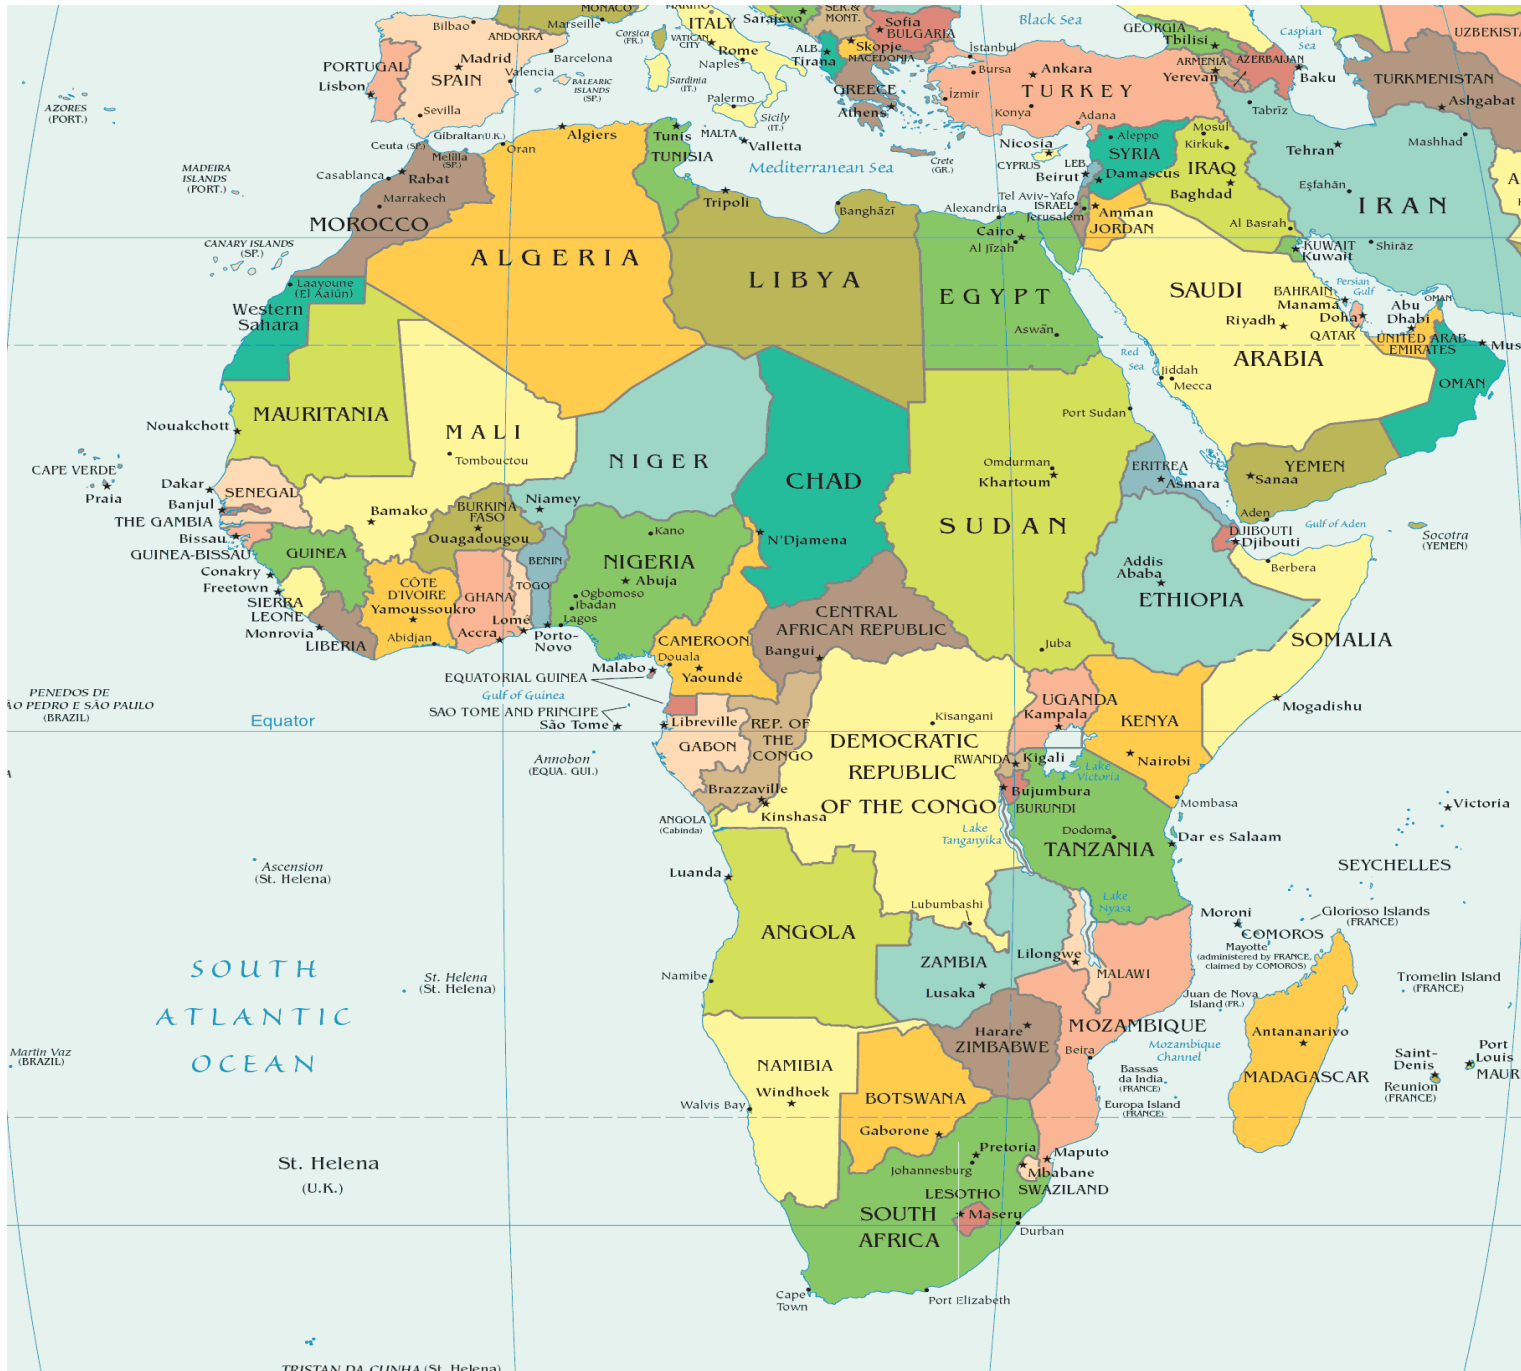 MONACO
MARINO
ITALY
Sarajevo
SER. &
MONT.
Sofia
BULGARIA
Black Sea
GEORGIA
Tbilisi
Caspian
Sea
Bilbao
Marseille
ANDORRA
Corsica
(FR.)
VATICAN
CITY
Rome
Naples
ALB.
Tirana
Skopje
MACEDONIA
İstanbul
Bursa
Ankara
TURKEY
ARMENIA
Yerevan
AZERBAIJAN
Baku
TURKMENISTAN
Ashgabat
PORTUGAL
Lisbon
Madrid
SPAIN
Barcelona
Valencia
BALEARIC
ISLANDS
(SP.)
Sardinia
(IT.)
GREECE
Athens
İzmir
Konya
Adana
Tabrīz
AZORES
(PORT.)
Sevilla
Gibraltar (U.K.)
Palermo
Sicily
(IT.)
MALTA
Valletta
Mediterranean Sea
Crete
(GR.)
Nicosia
CYPRUS
LEB.
Beirut
Aleppo
SYRIA
Damascus
Mosul
Kirkuk
IRAQ
Baghdad
Tehran
Mashhad
Ceuta (SP.)
Melilla
(SP.)
Oran
Algiers
Tunis
TUNISIA
MADEIRA
ISLANDS
(PORT.)
Casablanca
Rabat
Marrakech
MOROCCO
Tripoli
Banghāzī
Alexandria
Tel Aviv-Yafo
ISRAEL
Jerusalem
Amman
JORDAN
Al Basrah
Eşfahān
IRAN
Shīrāz
CANARY ISLANDS
(SP.)
Laayoune
(El Aaiún)
Western
Sahara
ALGERIA
LIBYA
Cairo
Al Jīzah
EGYPT
Aswān
KUWAIT
Kuwait
SAUDI
ARABIA
Riyadh
BAHRAIN
Manama
Persian
Gulf
Doha
QATAR
Abu
Dhabi
OMAN
UNITED ARAB
EMIRATES
Mus
OMAN
Red
Sea
Jiddah
Mecca
MAURITANIA
Nouakchott
MALI
Tombouctou
NIGER
CHAD
Port Sudan
Omdurman
Khartoum
SUDAN
ERITREA
Asmara
YEMEN
Sanaa
Aden
Gulf of Aden
Socotra
(YEMEN)
CAPE VERDE
Praia
Dakar
SENEGAL
Banjul
THE GAMBIA
Bissau
GUINEA-BISSAU
Bamako
BURKINA
FASO
Ouagadougou
Niamey
Kano
N'Djamena
DJIBOUTI
Djibouti
Berbera
GUINEA
Conakry
Freetown
SIERRA
LEONE
Monrovia
LIBERIA
CÔTE
D'IVOIRE
Yamoussoukro
Abidjan
GHANA
Accra
TOGO
Lomé
BENIN
Porto-
Novo
NIGERIA
Abuja
Ogbomoso
Ibadan
Lagos
CAMEROON
Douala
Yaoundé
CENTRAL
AFRICAN REPUBLIC
Bangui
Juba
Addis
Ababa
ETHIOPIA
SOMALIA
Mogadishu
Malabo
EQUATORIAL GUINEA
Gulf of Guinea
SAO TOME AND PRINCIPE
São Tome
PENEDOS DE
ÃO PEDRO E SÃO PAULO
(BRAZIL)
Equator
Annobon
(EQUA. GUI.)
Libreville
GABON
REP. OF
THE
CONGO
Brazzaville
Kinshasa
ANGOLA
(Cabinda)
Kisangani
DEMOCRATIC
REPUBLIC
OF THE CONGO
UGANDA
Kampala
KENYA
Nairobi
RWANDA
Kigali
Lake
Victoria
Bujumbura
BURUNDI
Mombasa
Lake
Tanganyika
Dodoma
TANZANIA
Dar es Salaam
Victoria
SEYCHELLES
Ascension
(St. Helena)
Luanda
ANGOLA
Lubumbashi
Lake
Nyasa
Moroni
COMOROS
Glorioso Islands
(FRANCE)
Mayotte
(administered by FRANCE,
claimed by COMOROS)
SOUTH
ATLANTIC
OCEAN
St. Helena
(St. Helena)
Namibe
ZAMBIA
Lusaka
Lilongwe
MALAWI
Juan de Nova
Island (FR.)
Tromelin Island
(FRANCE)
Martin Vaz
(BRAZIL)
Harare
ZIMBABWE
MOZAMBIQUE
Beira
Mozambique
Channel
Antananarivo
MADAGASCAR
Saint-
Denis
Reunion
(FRANCE)
Port
Louis
MAUR
NAMIBIA
Windhoek
Walvis Bay
BOTSWANA
Gaborone
Bassas
da India
(FRANCE)
Europa Island
(FRANCE)
St. Helena
(U.K.)
Pretoria
Johannesburg
Maputo
Mbabane
SWAZILAND
LESOTHO
Maseru
SOUTH
AFRICA
Durban
Cape
Town
Port Elizabeth
TRISTAN DA CUNHA (St. Helena)
UZBEKISTA